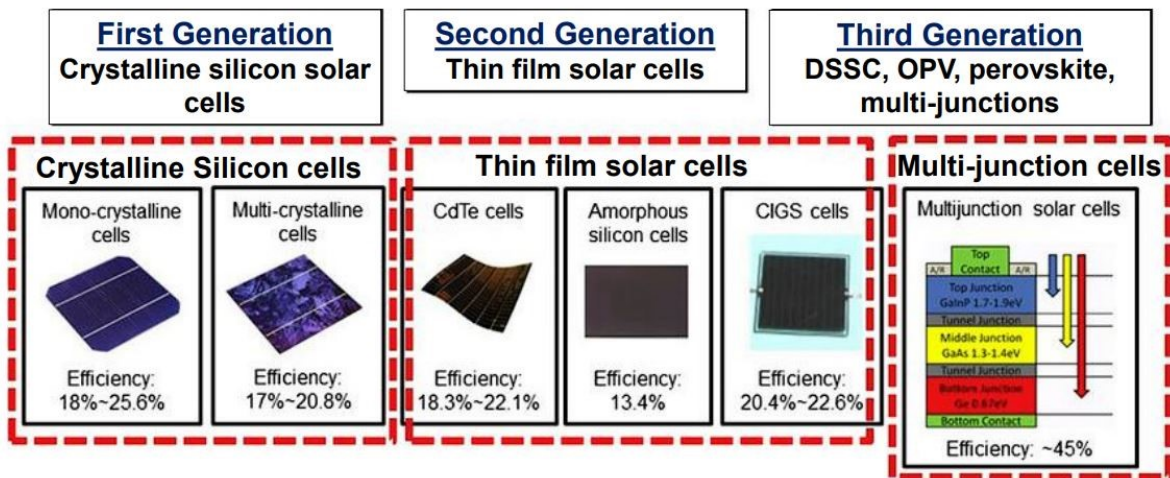 First Generation
Crystalline silicon solar
cells
Second Generation
Thin film solar cells
Third Generation
DSSC, OPV, perovskite,
multi-junctions
Crystalline Silicon cells
Mono-crystalline
cells
Efficiency:
18%~25.6%
Multi-crystalline
cells
Efficiency:
17%~20.8%
Thin film solar cells
CdTe cells
Efficiency:
18.3%~22.1%
Amorphous
silicon cells
Efficiency:
13.4%
CIGS cells
Efficiency:
20.4%~22.6%
Multi-junction cells
Multijunction solar cells
Top
Contact
A/R
A/R
Top Junction
GaInP 1.7-1.9eV
Tunnel Junction
Middle Junction
GaAs 1.3-1.4eV
Tunnel Junction
Bottom Junction
Ge 0.67eV
Bottom Contact
Efficiency: ~45%